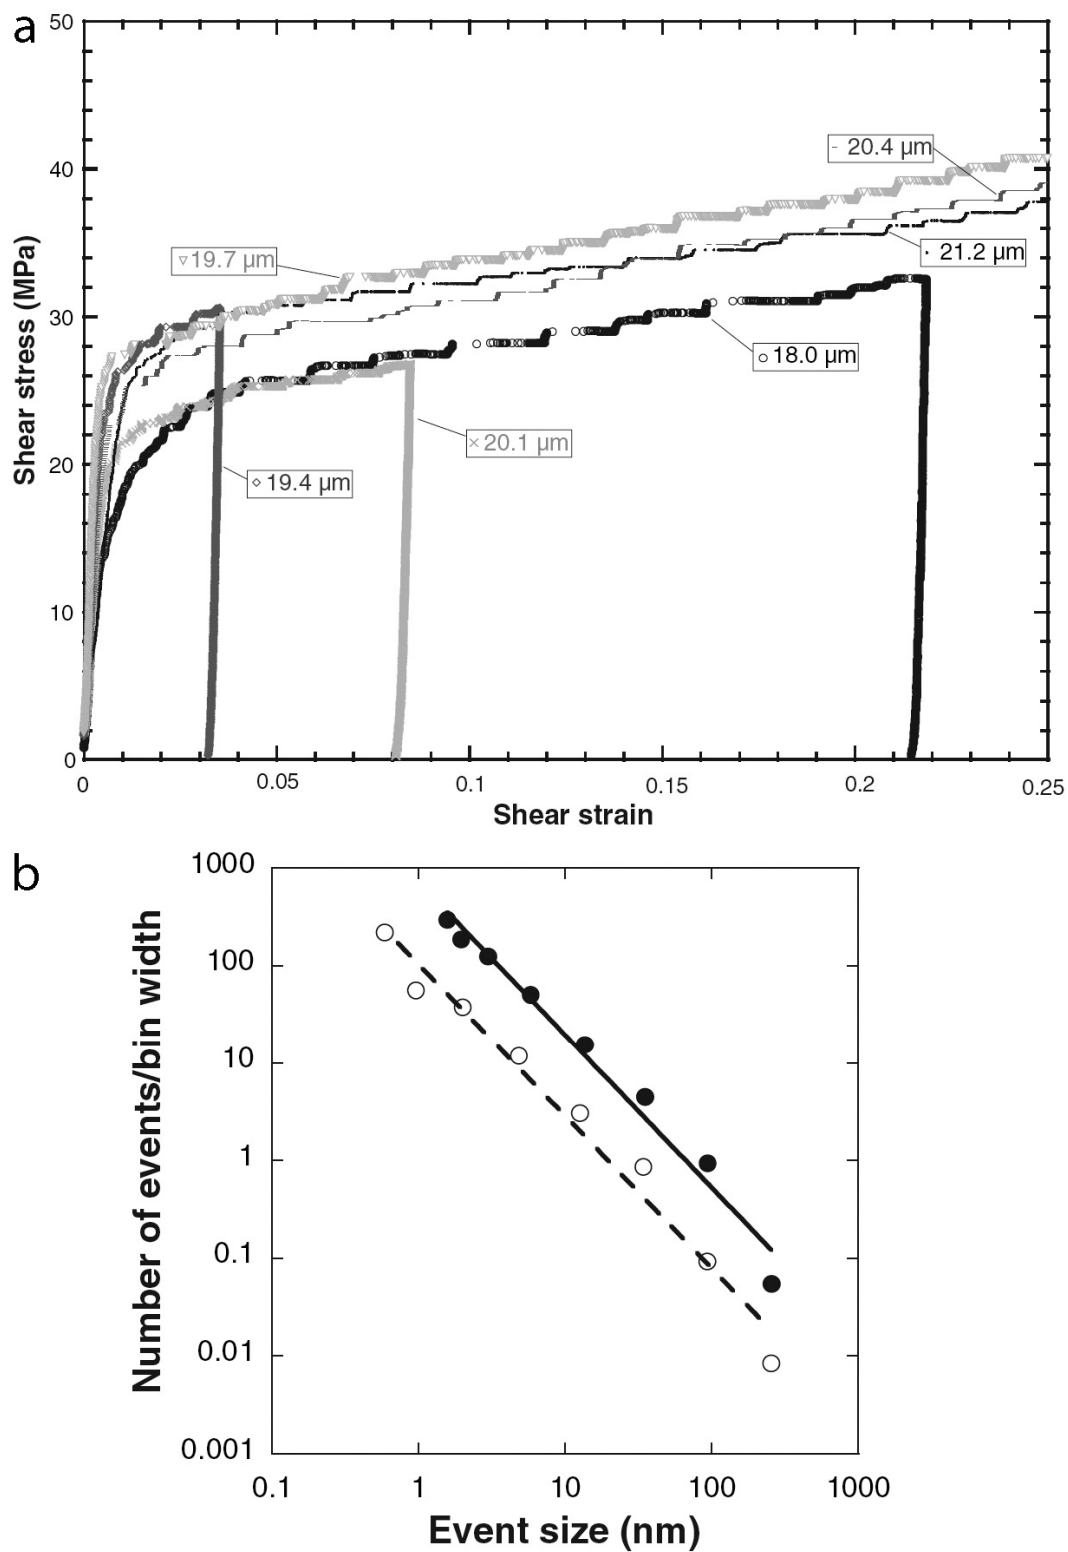 a
50
40
30
20
10
0
Shear stress (MPa)
- 20.4 µm
▽ 19.7 µm
· 21.2 µm
○ 18.0 µm
× 20.1 µm
◇ 19.4 µm
0 0.05 0.1 0.15 0.2 0.25
Shear strain
b
1000
100
10
1
0.1
0.01
0.001
Number of events/bin width
0.1 1 10 100 1000
Event size (nm)